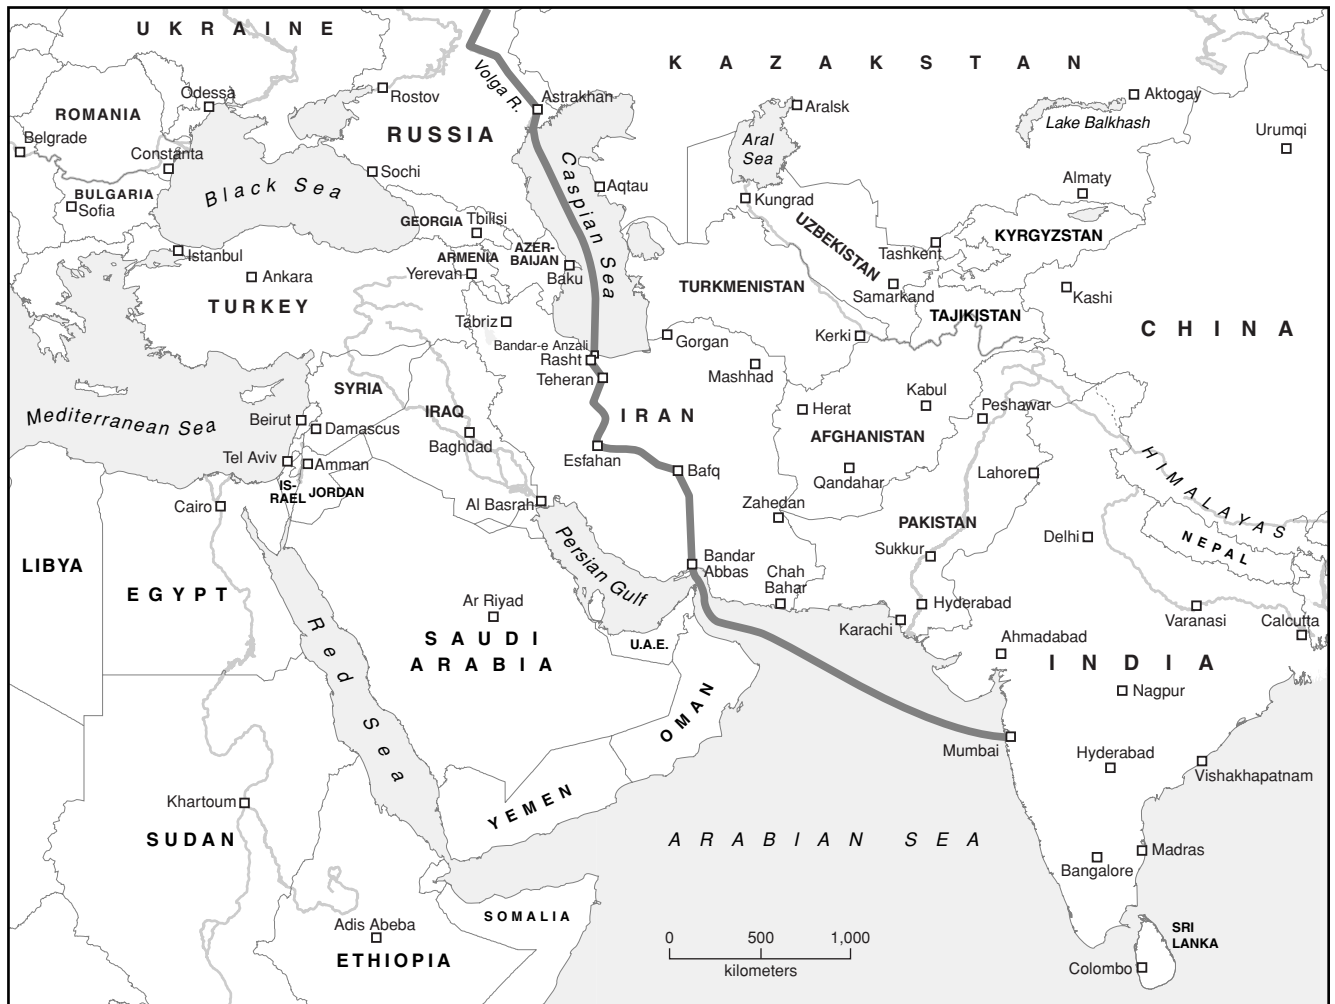 UKRAINE
KAZAKSTAN
Volga R.
Odessa
Rostov
Astrakhan
Aralsk
Aktogay
ROMANIA
RUSSIA
Lake Balkhash
Urumqi
Belgrade
Constanta
Aral
Sea
Sochi
Caspian Sea
Aqtau
Almaty
BULGARIA
Black Sea
Kungrad
Sofia
GEORGIA
Tbilisi
UZBEKISTAN
KYRGYZSTAN
Istanbul
ARMENIA
AZER-
BAIJAN
Tashkent
Ankara
Yerevan
Baku
TURKMENISTAN
Samarkand
Kashi
TURKEY
TAJIKISTAN
Tabriz
CHINA
Bandar-e Anzali
Gorgan
Kerki
Rasht
Teheran
Mashhad
SYRIA
Kabul
Mediterranean Sea
Beirut
IRAQ
IRAN
Herat
Peshawar
Damascus
Baghdad
AFGHANISTAN
Tel Aviv
Amman
Esfahan
Bafq
Qandahar
Lahore
HIMALAYAS
IS-
RAEL
JORDAN
Cairo
Al Basrah
Zahedan
PAKISTAN
Delhi
NEPAL
Persian Gulf
Sukkur
LIBYA
Bandar
Abbas
Chah
Bahar
EGYPT
Ar Riyad
Hyderabad
Karachi
Varanasi
Calcutta
Red Sea
SAUDI
ARABIA
U.A.E.
Ahmadabad
INDIA
OMAN
Nagpur
Mumbai
Hyderabad
Vishakhapatnam
Khartoum
YEMEN
SUDAN
ARABIAN SEA
Madras
Bangalore
SOMALIA
Adis Abeba
SRI
LANKA
ETHIOPIA
0 500 1,000
kilometers
Colombo